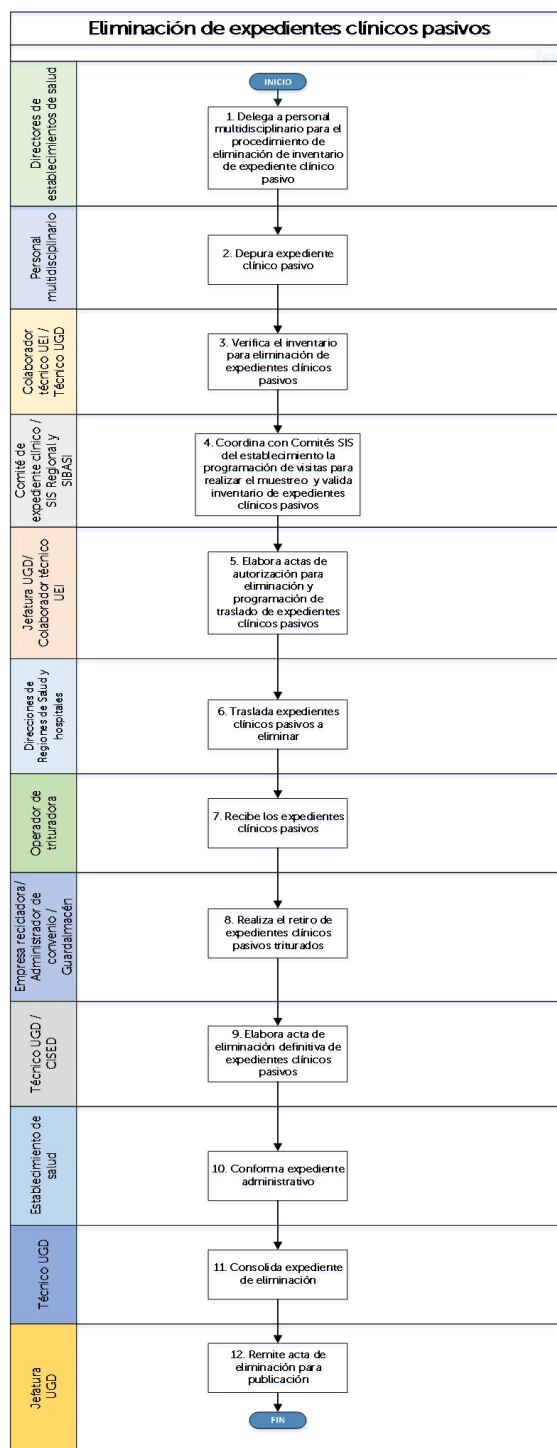 Eliminación de expedientes clínicos pasivos
Directores de
establecimientos de salud
INICIO
1. Delega a personal
multidisciplinario para el
procedimiento de
eliminación de inventario
de expediente clínico
pasivo
Personal
multidisciplinario
2. Depura expediente
clínico pasivo
Colaborador
técnico UEI /
Técnico UGD
3. Verifica el inventario
para eliminación de
expedientes clínicos
pasivos
Comité de
expediente clínico /
SIS Regional y
SIBASI
4. Coordina con Comités SIS
del establecimiento la
programación de visitas para
realizar el muestreo y valida
inventario de expedientes
clínicos pasivos
Jefatura UGD/
Colaborador técnico
UEI
5. Elabora actas de
autorización para
eliminación y
programación de
traslado de expedientes
clínicos pasivos
Direcciones de
Regiones de Salud y
hospitales
6. Traslada expedientes
clínicos pasivos a
eliminar
Operador de
trituradora
7. Recibe los expedientes
clínicos pasivos
Empresa recicladora/
Administrador de
convenio /
Guardalmacén
8. Realiza el retiro de
expedientes clínicos
pasivos triturados
Técnico UGD /
CISED
9. Elabora acta de
eliminación definitiva de
expedientes clínicos
pasivos
Establecimiento de
salud
10. Conforma expediente
administrativo
Técnico UGD
11. Consolida expediente
de eliminación
Jefatura
UGD
12. Remite acta de
eliminación para
publicación
FIN